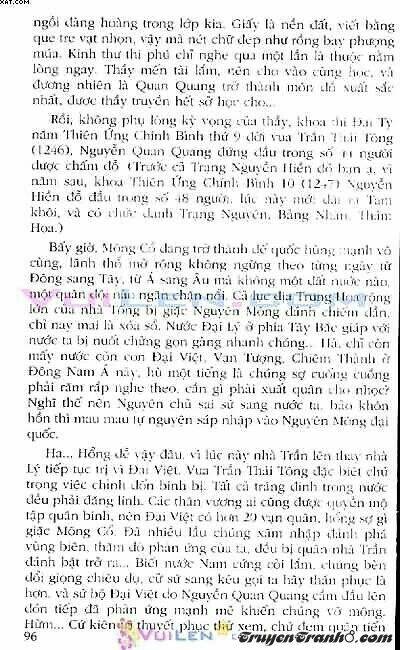 XAT.COM
ngồi đàng hoàng trong lớp kia. Giấy là nền đất, viết bằng
que tre vạt nhọn, vậy mà nét chữ đẹp như rồng bay phượng
múa. Kinh thư thi phú chỉ nghe qua một lần là thuộc nằm
lòng ngay. Thầy mến tài lắm, nên cho vào cùng học, và
đương nhiên là Quan Quang trở thành môn đồ xuất sắc
nhất, được thầy truyền hết sở học cho...
Rồi, không phụ lòng kỳ vọng của thầy, khoa thi Đại Tỷ
năm Thiên Ứng Chính Bình thứ 9 đời vua Trần Thái Tông
(1246), Nguyễn Quan Quang đứng đầu trong số người
được chấm đỗ (Trước cả Trạng Nguyên Hiền đó bạn ạ, vì
năm sau, khoa Thiên Ứng Chính Bình 10 (1247) Nguyễn
Hiền đỗ đầu trong số 48 người, lúc này mới đặt ra Tam
khôi, và có chức danh Trạng Nguyên, Bảng Nhãn, Thám
Hoa.)
Bấy giờ, Mông Cổ đang trở thành đế quốc hùng mạnh vô
cùng, lãnh thổ mở rộng không ngừng theo từng ngày từ
Đông sang Tây, từ Á sang Âu mà không một đất nước nào,
một quân đội nào ngăn chặn nổi. Cả lục địa Trung Hoa rộng
lớn của nhà Tống bị giặc Nguyên Mông đánh chiếm dần,
chỉ nay mai là xóa sổ. Nước Đại Lý ở phía Tây Bắc giáp với
nước ta bị nuốt chửng gọn gàng nhanh chóng... Há, chỉ còn
mấy nước cỏn con Đại Việt, Vạn Tượng, Chiêm Thành ở
Đông Nam Á này, hù một tiếng là chúng sợ cuống cuồng
phải răm rắp nghe theo, cần gì phải xuất quân cho nhọc?
Nghĩ thế nên Nguyên chủ sai sứ sang nước ta, bảo khôn
hồn thì mau mau tự nguyện sáp nhập vào Nguyên Mông đại
quốc.
Ha... Hổng dễ vậy đâu, vì lúc này nhà Trần lên thay nhà
Lý tiếp tục trị vì Đại Việt. Vua Trần Thái Tông đặc biệt chú
trọng việc chỉnh đốn binh bị. Tất cả tráng đinh trong nước
đều phải đăng lính. Các thân vương ai cũng được quyền mộ
tập quân binh, nên Đại Việt có hơn 20 vạn quân, hổng sợ gì
giặc Mông Cổ. Đã nhiều lần chúng xâm nhập đánh phá
vùng biên, thăm dò phản ứng của ta, đều bị quân nhà Trần
đánh bật trở ra... Biết nước Nam cứng cỏi lắm, chúng bèn
đổi giọng chiêu dụ, cử sứ sang kêu gọi ta hãy thần phục là
hơn, và sứ bộ Đại Việt do Nguyễn Quan Quang cầm đầu lên
đón tiếp đã phản ứng mạnh mẽ khiến chúng vỡ mộng.
Hừm... Cứ kiên trì thuyết phục thử xem, chứ đem quân tiến
96
VUILEN
TruyenTranh8.com